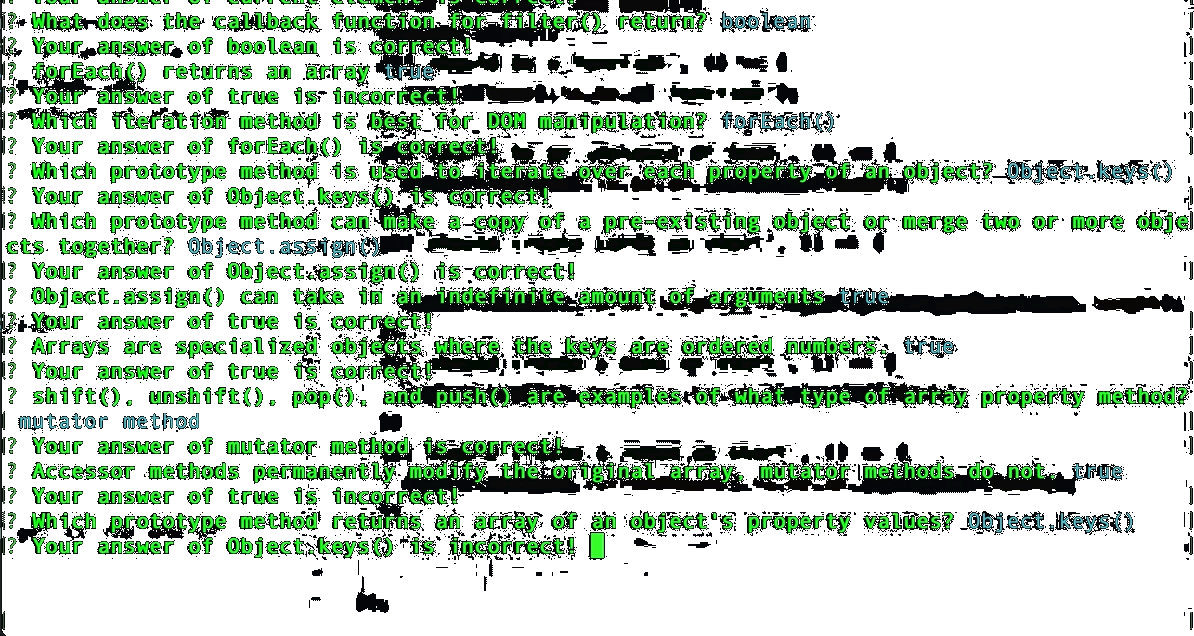 ? Your answer of current element is correct!
? What does the callback function for filter() return? boolean
? Your answer of boolean is correct!
? forEach() returns an array true
? Your answer of true is incorrect!
? Which iteration method is best for DOM manipulation? forEach()
? Your answer of forEach() is correct!
? Which prototype method is used to iterate over each property of an object? Object.keys()
? Your answer of Object.keys() is correct!
? Which prototype method can make a copy of a pre-existing object or merge two or more obje
cts together? Object.assign()
? Your answer of Object.assign() is correct!
? Object.assign() can take in an indefinite amount of arguments true
? Your answer of true is correct!
? Arrays are specialized objects where the keys are ordered numbers. true
? Your answer of true is correct!
? shift(), unshift(), pop(), and push() are examples of what type of array property method?
mutator method
? Your answer of mutator method is correct!
? Accessor methods permanently modify the original array, mutator methods do not. true
? Your answer of true is incorrect!
? Which prototype method returns an array of an object's property values? Object.keys()
? Your answer of Object.keys() is incorrect!